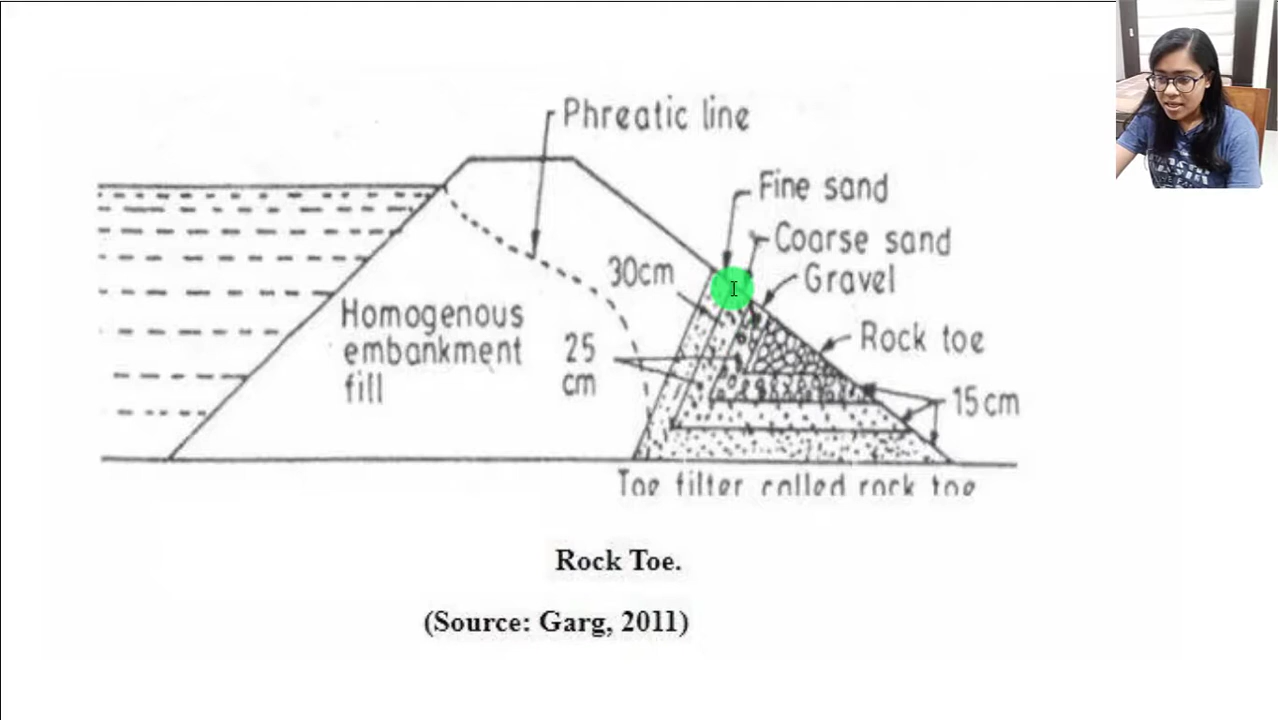 Phreatic line
Fine sand
Coarse sand
30cm
Gravel
Homogenous
embankment
fill
25
cm
Rock toe
15cm
Toe filter called rock toe
Rock Toe.
(Source: Garg, 2011)